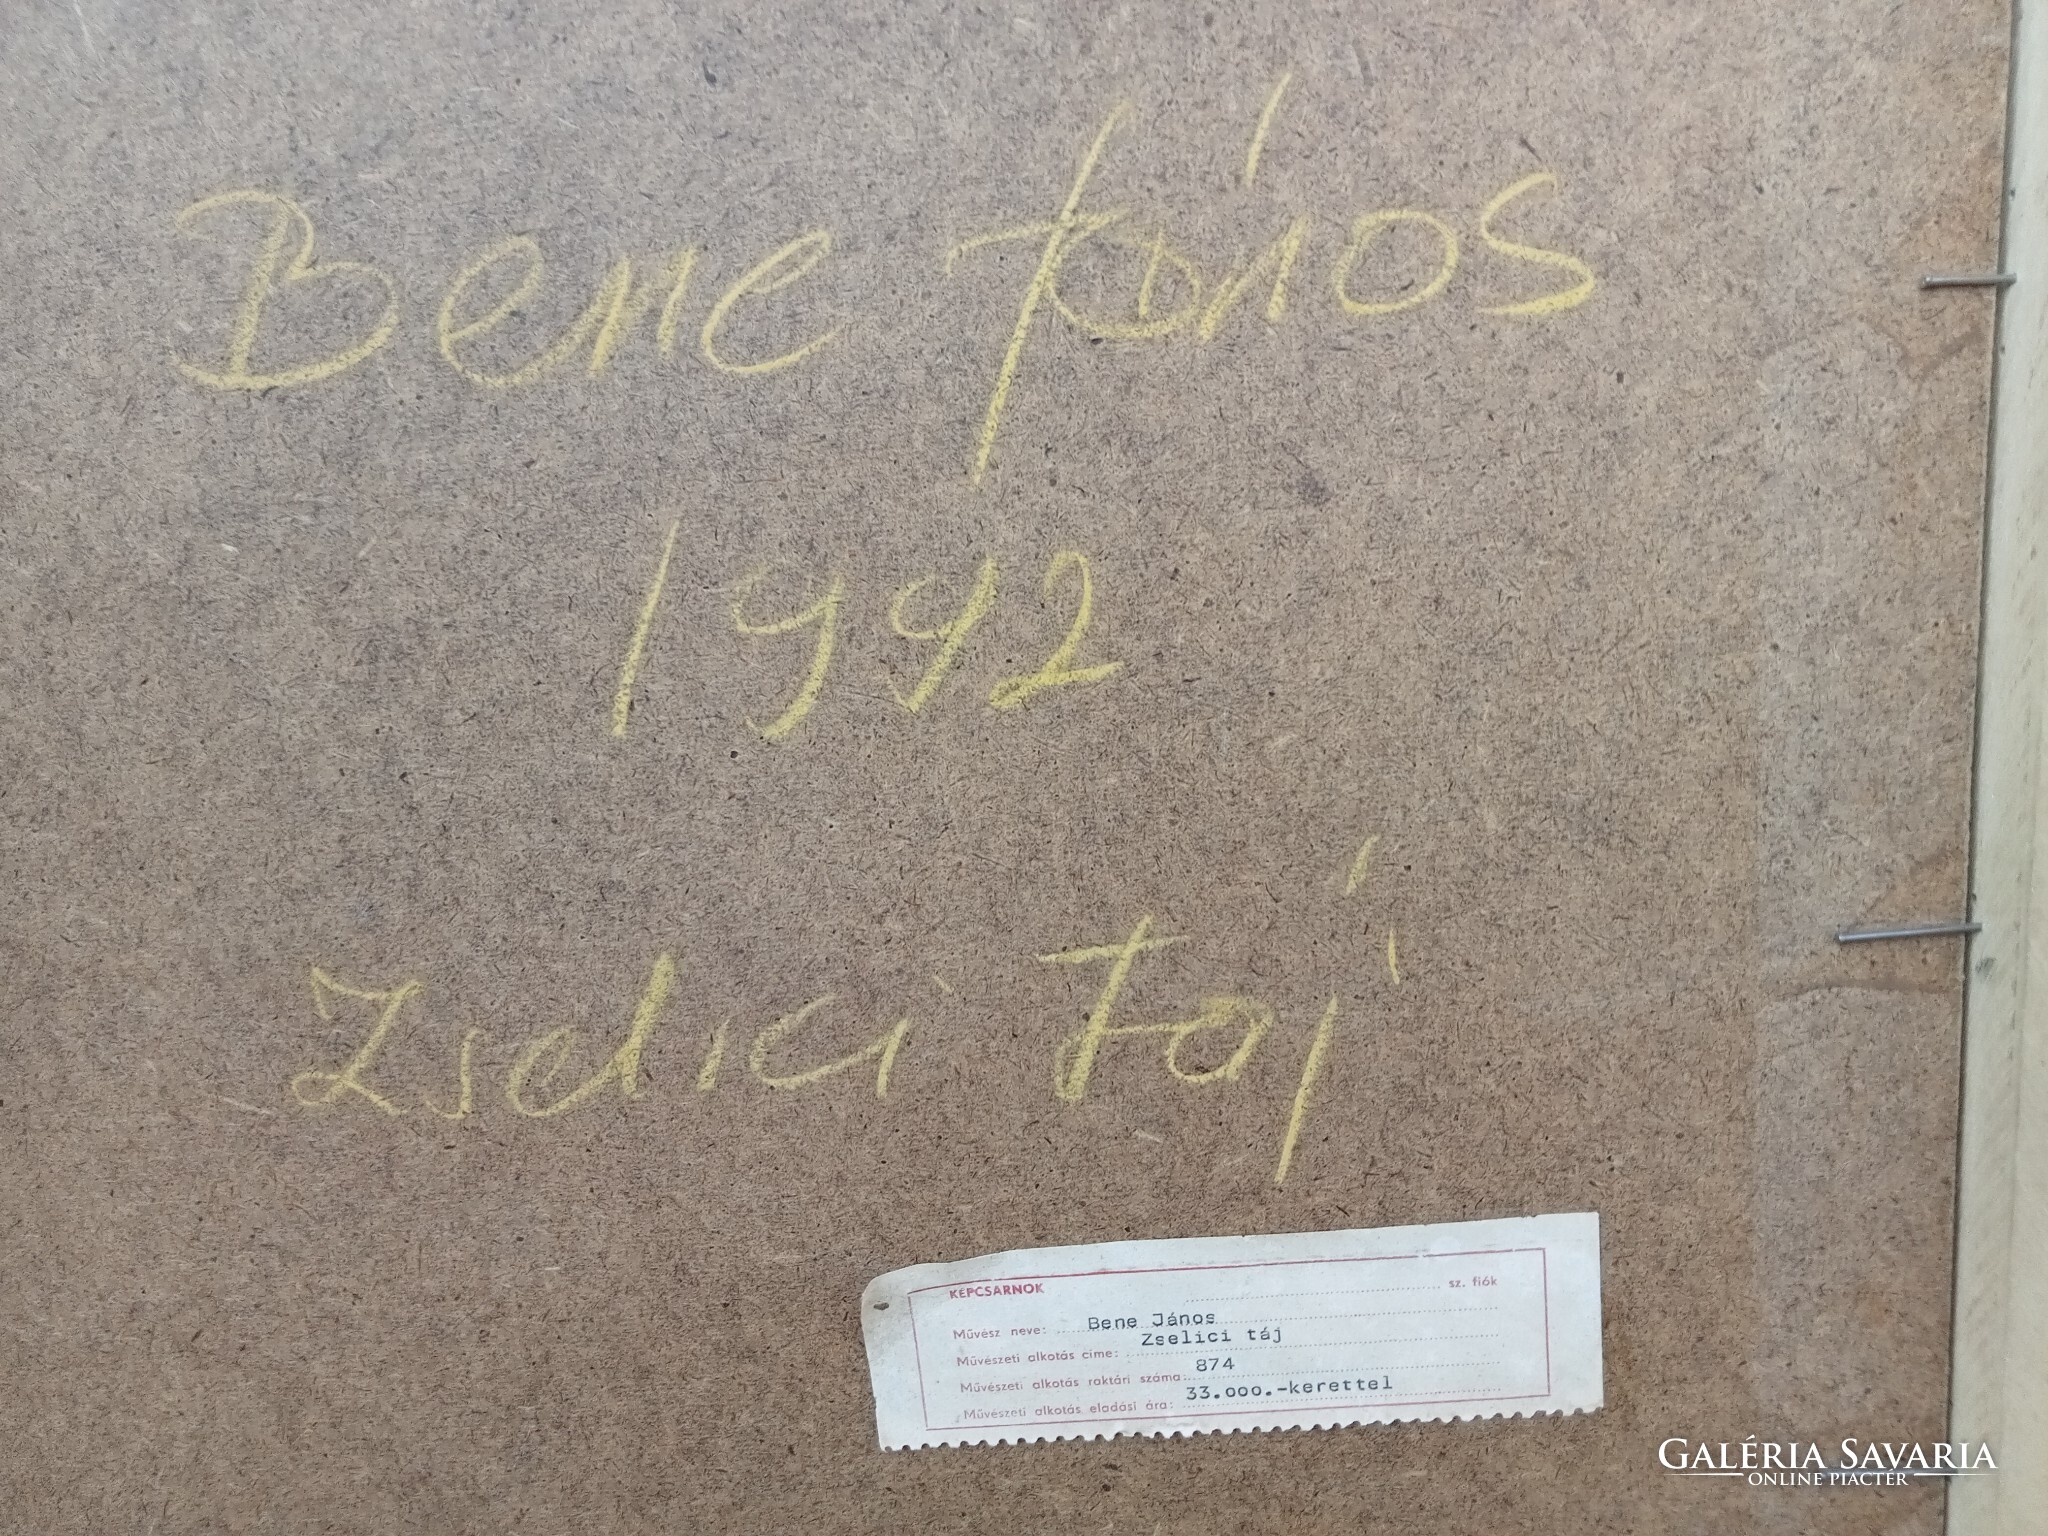 Bene János
1992
Zselici táj
KÉPCSARNOK sz. fiók
Művész neve: Bene János
Művészeti alkotás címe: Zselici táj
Művészeti alkotás raktári száma: 874
Művészeti alkotás eladási ára: 33.000.-kerettel
GALÉRIA SAVARIA
ONLINE PIACTÉR